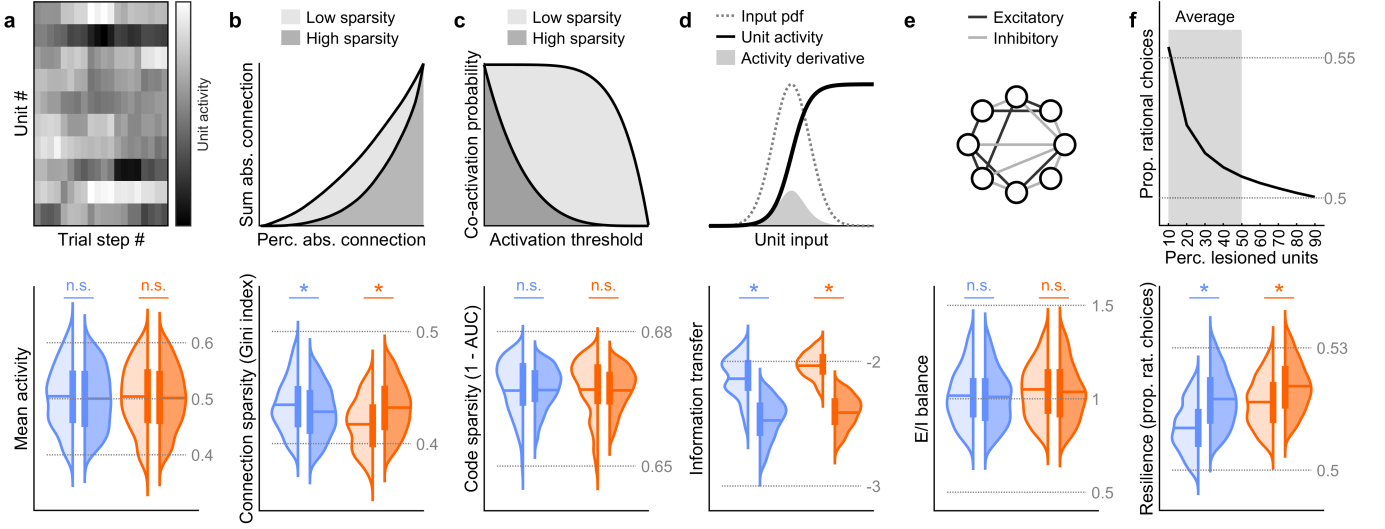 a
Unit #
Trial step #
Unit activity
b
Low sparsity
High sparsity
Sum abs. connection
Perc. abs. connection
c
Low sparsity
High sparsity
Co-activation probability
Activation threshold
d
Input pdf
Unit activity
Activity derivative
Unit input
e
Excitatory
Inhibitory
f
Average
Prop. rational choices
0.55
0.5
10 20 30 40 50 60 70 80 90
Perc. lesioned units
Mean activity
n.s. n.s.
0.6
0.5
0.4
Connection sparsity (Gini index)
* *
0.5
0.4
Code sparsity (1 - AUC)
n.s. n.s.
0.68
0.65
Information transfer
* *
-2
-3
E/I balance
n.s. n.s.
1.5
1
0.5
Resilience (prop. rat. choices)
* *
0.53
0.5